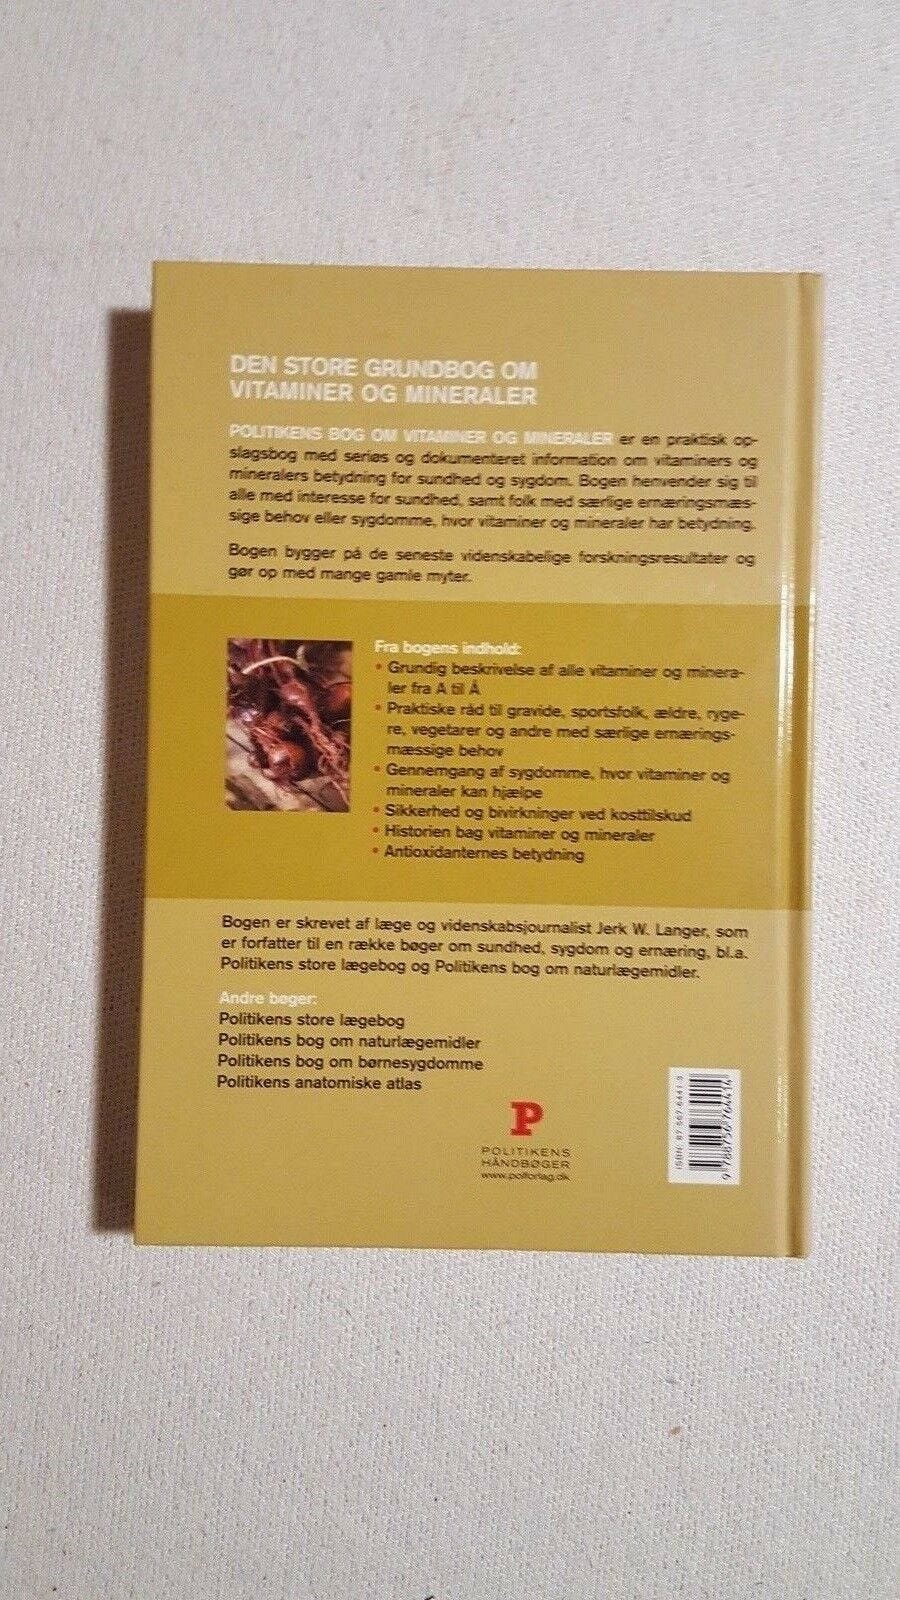 DEN STORE GRUNDBOG OM
VITAMINER OG MINERALER
POLITIKENS BOG OM VITAMINER OG MINERALER er en praktisk op-
slagsbog med seriøs og dokumenteret information om vitaminers og
mineralers betydning for sundhed og sygdom. Bogen henvender sig til
alle med interesse for sundhed, samt folk med særlige ernæringsmæs-
sige behov eller sygdomme, hvor vitaminer og mineraler har betydning.
Bogen bygger på de seneste videnskabelige forskningsresultater og
gør op med mange gamle myter.
Fra bogens indhold:
• Grundig beskrivelse af alle vitaminer og minera-
ler fra A til Å
• Praktiske råd til gravide, sportsfolk, ældre, ryge-
re, vegetarer og andre med særlige ernærings-
mæssige behov
• Gennemgang af sygdomme, hvor vitaminer og
mineraler kan hjælpe
• Sikkerhed og bivirkninger ved kosttilskud
• Historien bag vitaminer og mineraler
• Antioxidanternes betydning
Bogen er skrevet af læge og videnskabsjournalist Jerk W. Langer, som
er forfatter til en række bøger om sundhed, sygdom og ernæring, bl.a.
Politikens store lægebog og Politikens bog om naturlægemidler.
Andre bøger:
Politikens store lægebog
Politikens bog om naturlægemidler
Politikens bog om børnesygdomme
Politikens anatomiske atlas
P
POLITIKENS
HÅNDBØGER
www.polforlag.dk
ISBN 87-567-6441-9
9 788756 764414